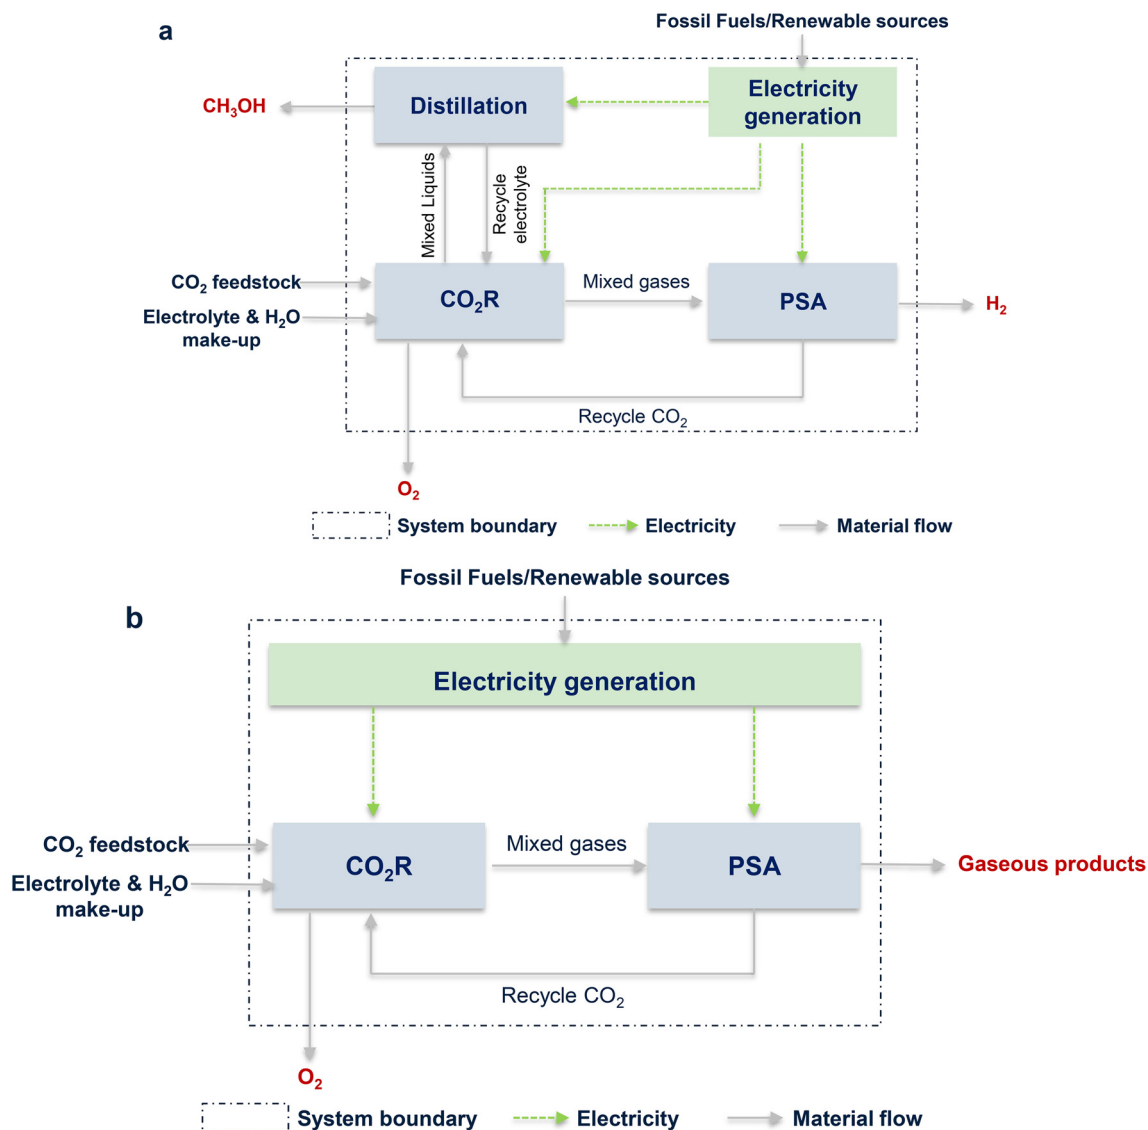 a
Fossil Fuels/Renewable sources
Distillation
Electricity
generation
CH₃OH
Mixed Liquids
Recycle
electrolyte
CO₂ feedstock
Electrolyte & H₂O
make-up
CO₂R
Mixed gases
PSA
H₂
Recycle CO₂
O₂
System boundary
Electricity
Material flow
Fossil Fuels/Renewable sources
b
Electricity generation
CO₂ feedstock
Electrolyte & H₂O
make-up
CO₂R
Mixed gases
PSA
Gaseous products
Recycle CO₂
O₂
System boundary
Electricity
Material flow